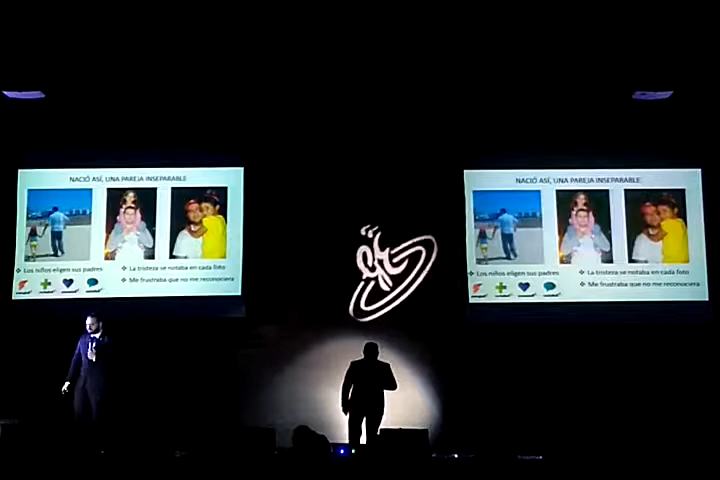 NACIÓ ASÍ, UNA PAREJA INSEPARABLE
❖ Los niños eligen sus padres
❖ La tristeza se notaba en cada foto
❖ Me frustraba que no me reconociera
NACIÓ ASÍ, UNA PAREJA INSEPARABLE
❖ Los niños eligen sus padres
❖ La tristeza se notaba en cada foto
❖ Me frustraba que no me reconociera